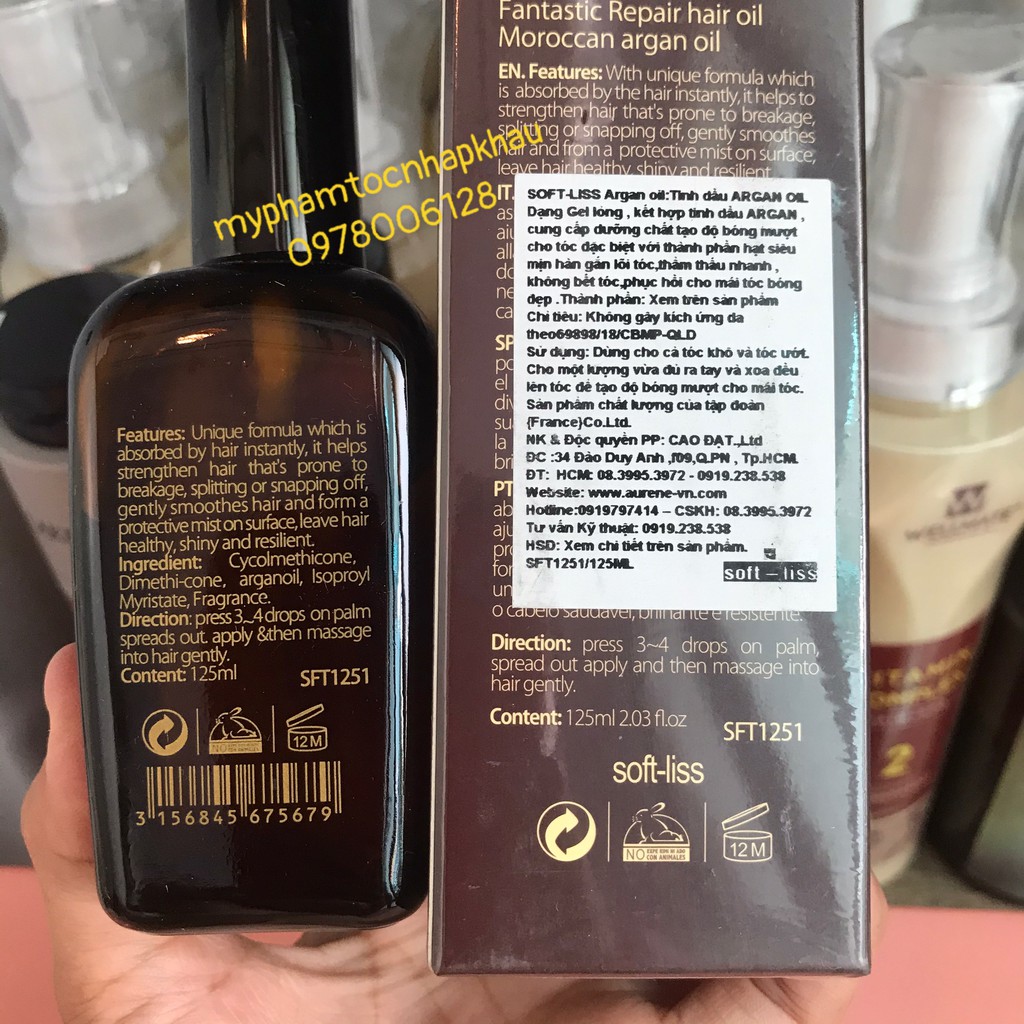 myphamtocnhapkhau
0978006128
Features: Unique formula which is
absorbed by hair instantly, it helps
strengthen hair that's prone to
breakage, splitting or snapping off,
gently smoothes hair and form a
protective mist on surface, leave hair
healthy, shiny and resilient.
Ingredient: Cycolmethicone,
Dimethi-cone, arganoil, Isoproyl
Myristate, Fragrance.
Direction: press 3~4 drops on palm
spreads out. apply &then massage
into hair gently.
Content: 125ml SFT1251
NO
12 M
3 156845 675679
Fantastic Repair hair oil
Moroccan argan oil
EN. Features: With unique formula which
is absorbed by the hair instantly, it helps to
strengthen hair that's prone to breakage,
splitting or snapping off, gently smoothes
hair and from a protective mist on surface,
leave hair healthy, shiny and resilient.
IT.
SOFT-LISS Argan oil:Tinh dầu ARGAN OIL
Dạng Gel lỏng , kết hợp tinh dầu ARGAN ,
cung cấp dưỡng chất tạo độ bóng mượt
cho tóc đặc biệt với thành phần hạt siêu
mịn hàn gắn lõi tóc,thẩm thấu nhanh ,
không bết tóc,phục hồi cho mái tóc bóng
đẹp .Thành phần: Xem trên sản phẩm
Chỉ tiêu: Không gây kích ứng da
theo69898/18/CBMP-QLD
Sử dụng: Dùng cho cả tóc khô và tóc ướt.
Cho một lượng vừa đủ ra tay và xoa đều
lên tóc để tạo độ bóng mượt cho mái tóc.
Sản phẩm chất lượng của tập đoàn
(France)Co.Ltd.
NK & Độc quyền PP: CAO ĐẠT.,Ltd
ĐC :34 Đào Duy Anh ,f09,Q.PN , Tp.HCM.
ĐT: HCM: 08.3995.3972 - 0919.238.538
Website: www.aurene-vn.com
Hotline:0919797414 – CSKH: 08.3995.3972
Tư vấn Kỹ thuật: 0919.238.538
HSD: Xem chi tiết trên sản phẩm.
SFT1251/125ML soft-liss
o cabelo saudável, brilhante e resistente.
Direction: press 3~4 drops on palm,
spread out apply and then massage into
hair gently.
Content: 125ml 2.03 fl.oz
SFT1251
soft-liss
NO
CON ANIMALES
12 M
2